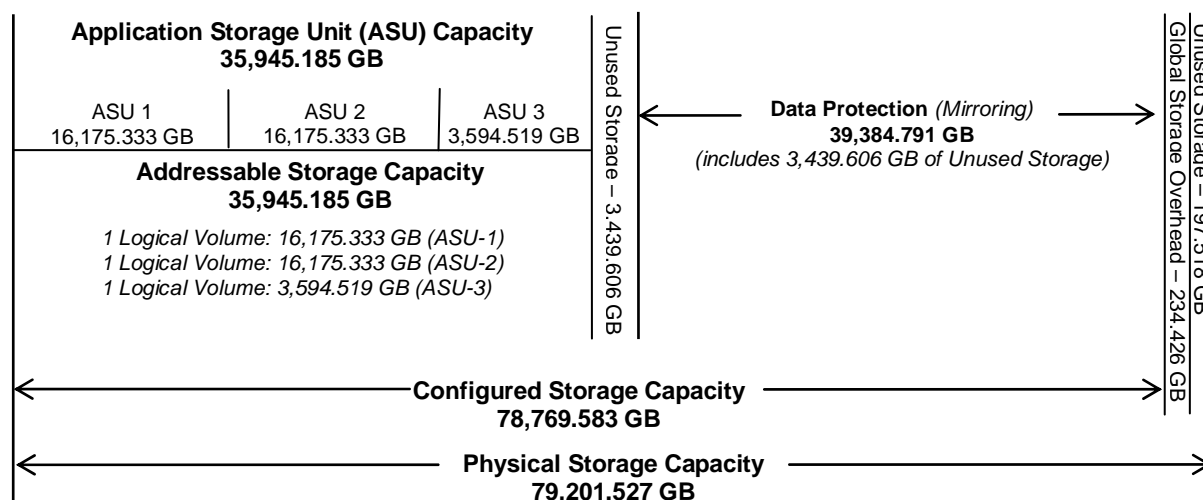 Application Storage Unit (ASU) Capacity
35,945.185 GB
ASU 1
16,175.333 GB
ASU 2
16,175.333 GB
ASU 3
3,594.519 GB
Addressable Storage Capacity
35,945.185 GB
1 Logical Volume: 16,175.333 GB (ASU-1)
1 Logical Volume: 16,175.333 GB (ASU-2)
1 Logical Volume: 3,594.519 GB (ASU-3)
Unused Storage – 3.439.606 GB
Data Protection (Mirroring)
39,384.791 GB
(includes 3,439.606 GB of Unused Storage)
Global Storage Overhead – 234.426 GB
Unused Storage – 197.518 GB
Configured Storage Capacity
78,769.583 GB
Physical Storage Capacity
79,201.527 GB